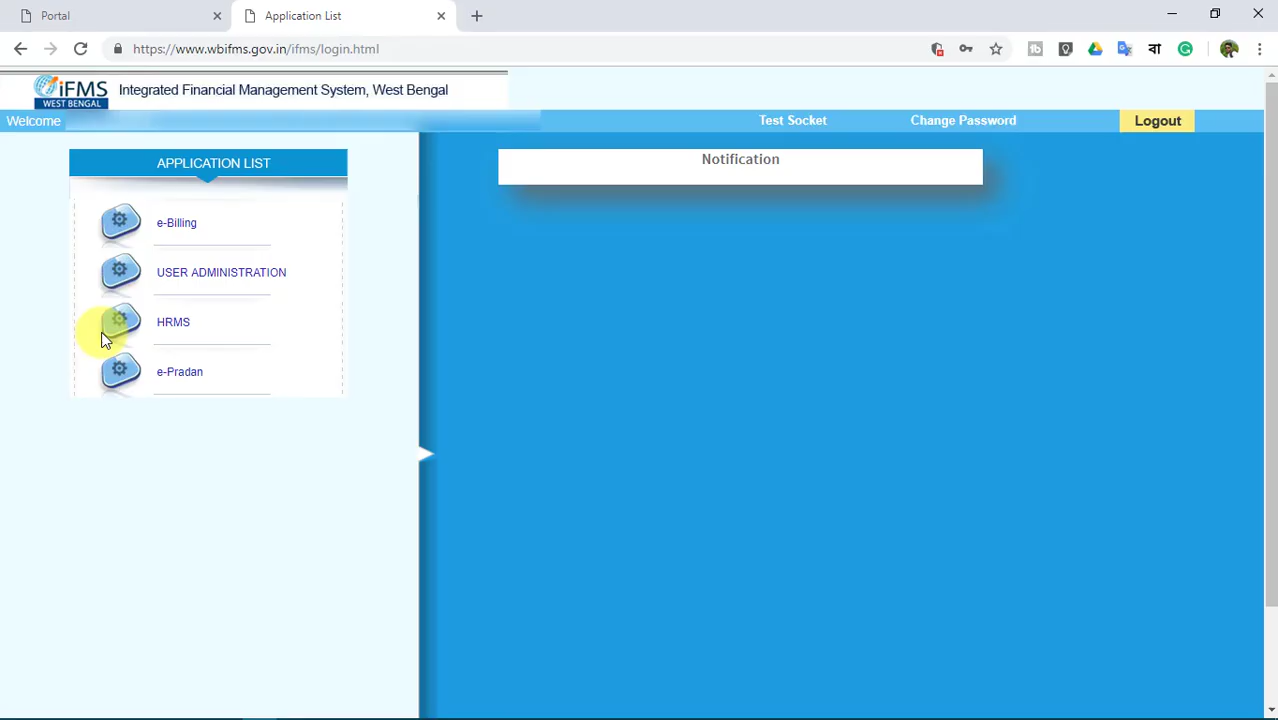 Portal
Application List
https://www.wbifms.gov.in/ifms/login.html
বা
iFMS
WEST BENGAL
Integrated Financial Management System, West Bengal
Welcome
Test Socket
Change Password
Logout
APPLICATION LIST
Notification
e-Billing
USER ADMINISTRATION
HRMS
e-Pradan